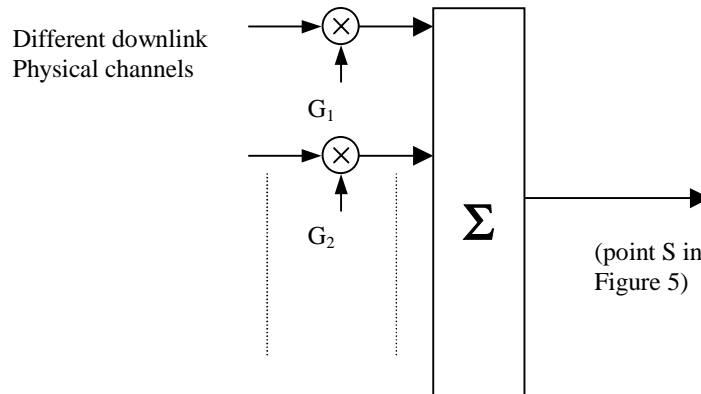 Different downlink
Physical channels
G1
G2
Σ
(point S in
Figure 5)